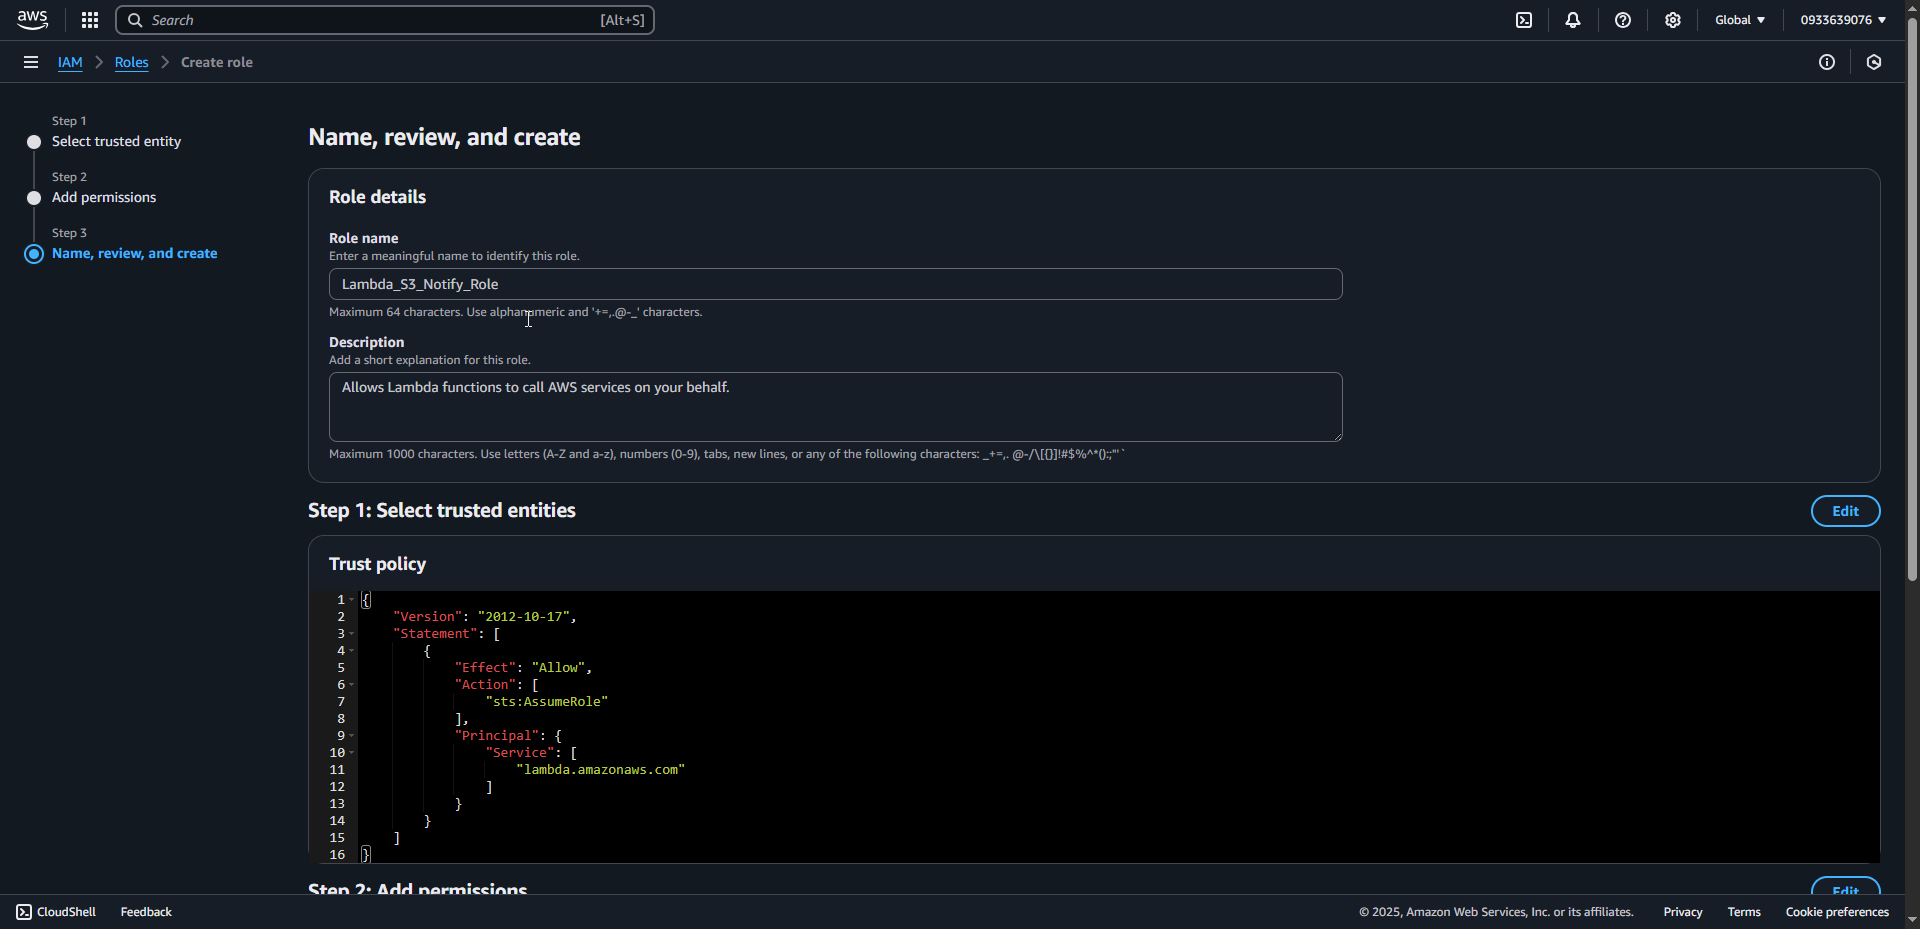 aws
Search [Alt+S]
Global 0933639076
IAM Roles Create role
Step 1
Select trusted entity
Step 2
Add permissions
Step 3
Name, review, and create
Name, review, and create
Role details
Role name
Enter a meaningful name to identify this role.
Lambda_S3_Notify_Role
Maximum 64 characters. Use alphanumeric and '+=,.@-_' characters.
Description
Add a short explanation for this role.
Allows Lambda functions to call AWS services on your behalf.
Maximum 1000 characters. Use letters (A-Z and a-z), numbers (0-9), tabs, new lines, or any of the following characters: _+=,. @-/\[{}]!#$%^*();;"'`
Step 1: Select trusted entities
Edit
Trust policy
1 {
2 "Version": "2012-10-17",
3 "Statement": [
4 {
5 "Effect": "Allow",
6 "Action": [
7 "sts:AssumeRole"
8 ],
9 "Principal": {
10 "Service": [
11 "lambda.amazonaws.com"
12 ]
13 }
14 }
15 ]
16 }
Step 2: Add permissions
Edit
CloudShell Feedback © 2025, Amazon Web Services, Inc. or its affiliates. Privacy Terms Cookie preferences